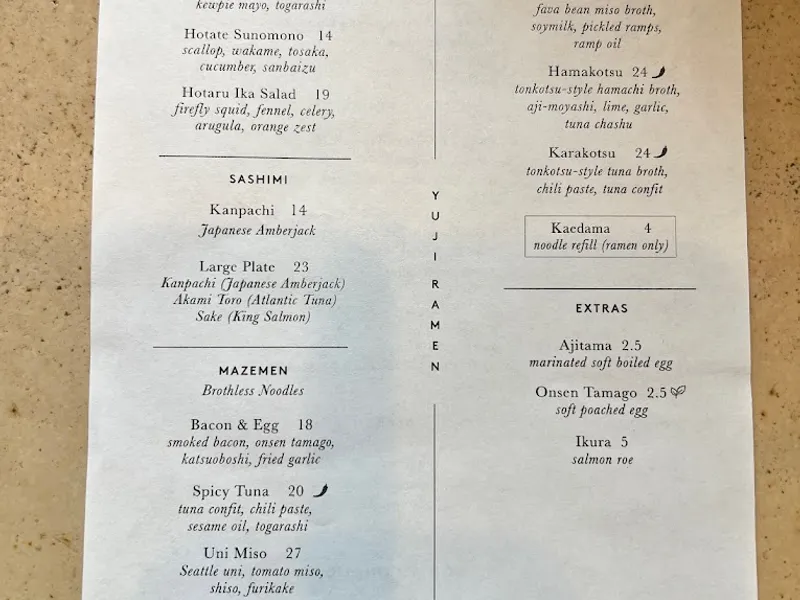 kewpie mayo, togarashi
Hotate Sunomono 14
scallop, wakame, tosaka,
cucumber, sanbaizu
Hotaru Ika Salad 19
firefly squid, fennel, celery,
arugula, orange zest
SASHIMI
Kanpachi 14
Japanese Amberjack
Large Plate 23
Kanpachi (Japanese Amberjack)
Akami Toro (Atlantic Tuna)
Sake (King Salmon)
MAZEMEN
Brothless Noodles
Bacon & Egg 18
smoked bacon, onsen tamago,
katsuoboshi, fried garlic
Spicy Tuna 20
tuna confit, chili paste,
sesame oil, togarashi
Uni Miso 27
Seattle uni, tomato miso,
shiso, furikake
YUJI RAMEN
fava bean miso broth,
soymilk, pickled ramps,
ramp oil
Hamakotsu 24
tonkotsu-style hamachi broth,
aji-moyashi, lime, garlic,
tuna chashu
Karakotsu 24
tonkotsu-style tuna broth,
chili paste, tuna confit
Kaedama 4
noodle refill (ramen only)
EXTRAS
Ajitama 2.5
marinated soft boiled egg
Onsen Tamago 2.5
soft poached egg
Ikura 5
salmon roe